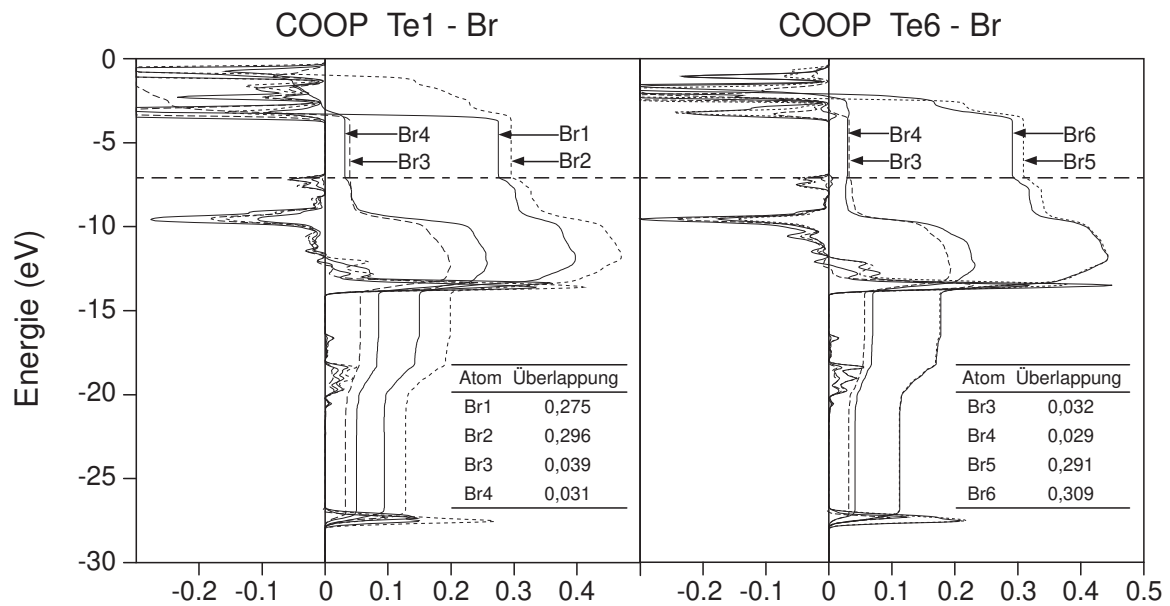 COOP Te1 - Br
COOP Te6 - Br
Energie (eV)
0
-5
-10
-15
-20
-25
-30
Br4
Br1
Br3
Br2
Br4
Br6
Br3
Br5
Atom Überlappung
Br1 0,275
Br2 0,296
Br3 0,039
Br4 0,031
Atom Überlappung
Br3 0,032
Br4 0,029
Br5 0,291
Br6 0,309
-0.2 -0.1 0 0.1 0.2 0.3 0.4
-0.2 -0.1 0 0.1 0.2 0.3 0.4 0.5